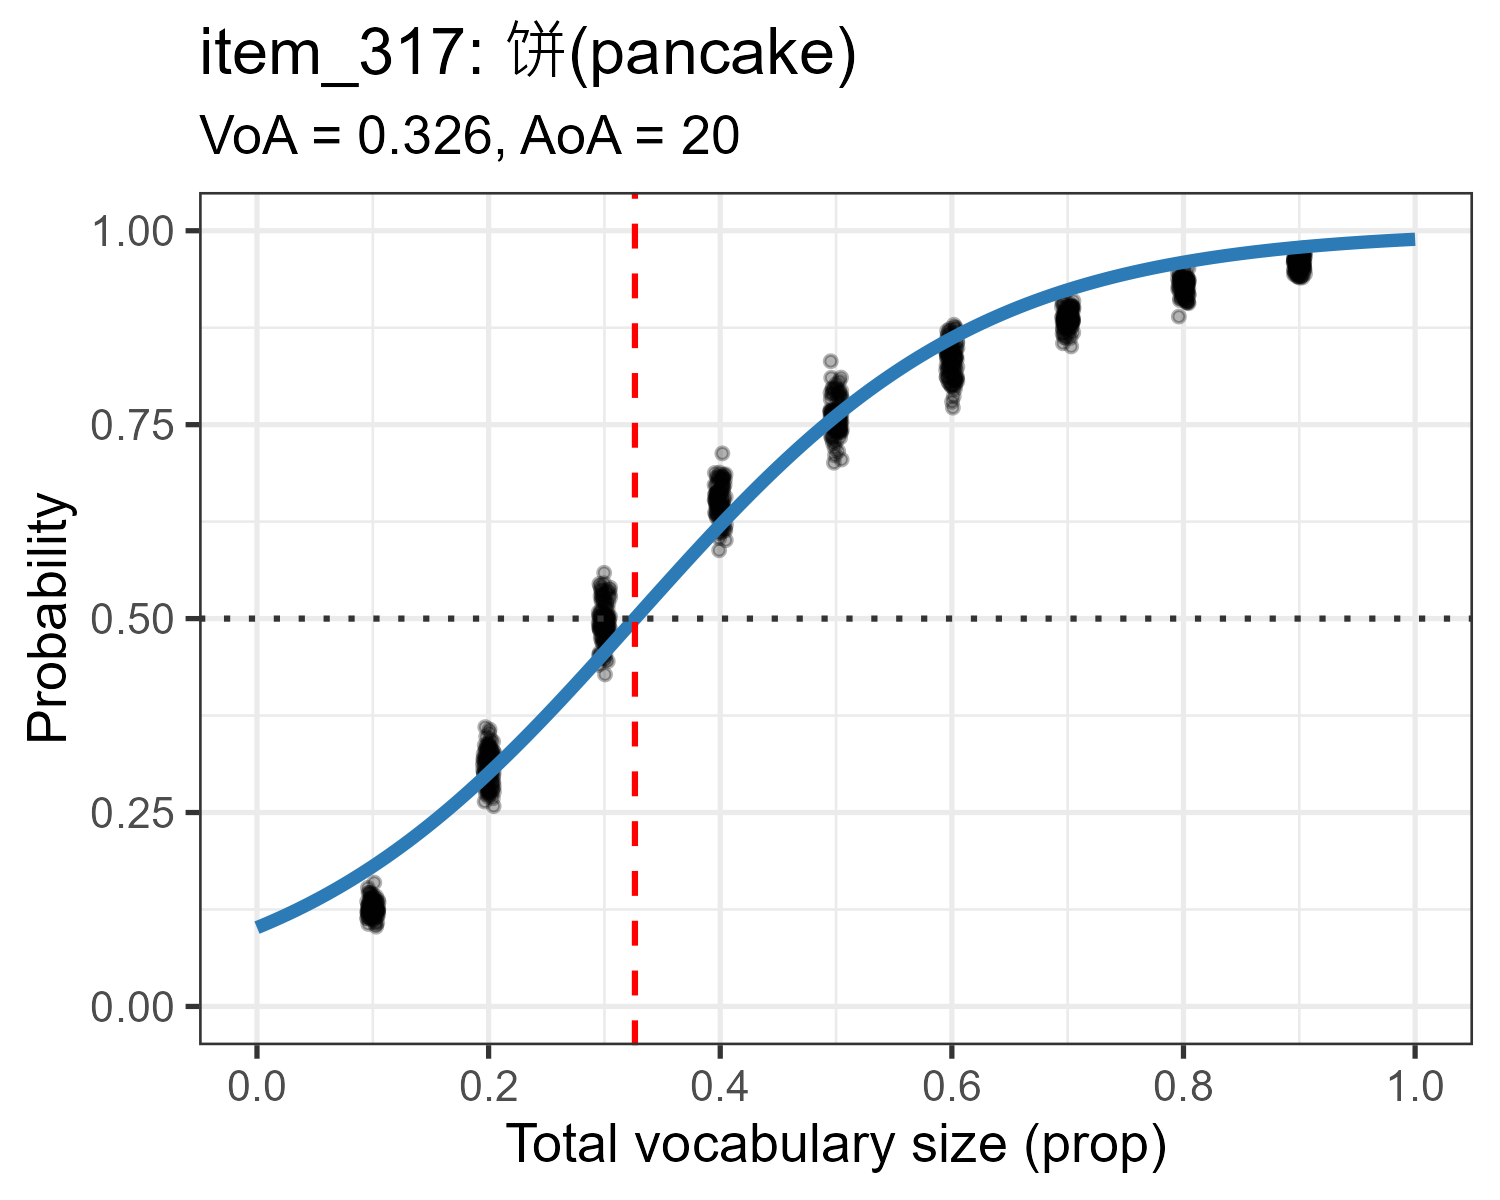 item_317: 饼(pancake)
VoA = 0.326, AoA = 20
Probability
1.00
0.75
0.50
0.25
0.00
0.0 0.2 0.4 0.6 0.8 1.0
Total vocabulary size (prop)